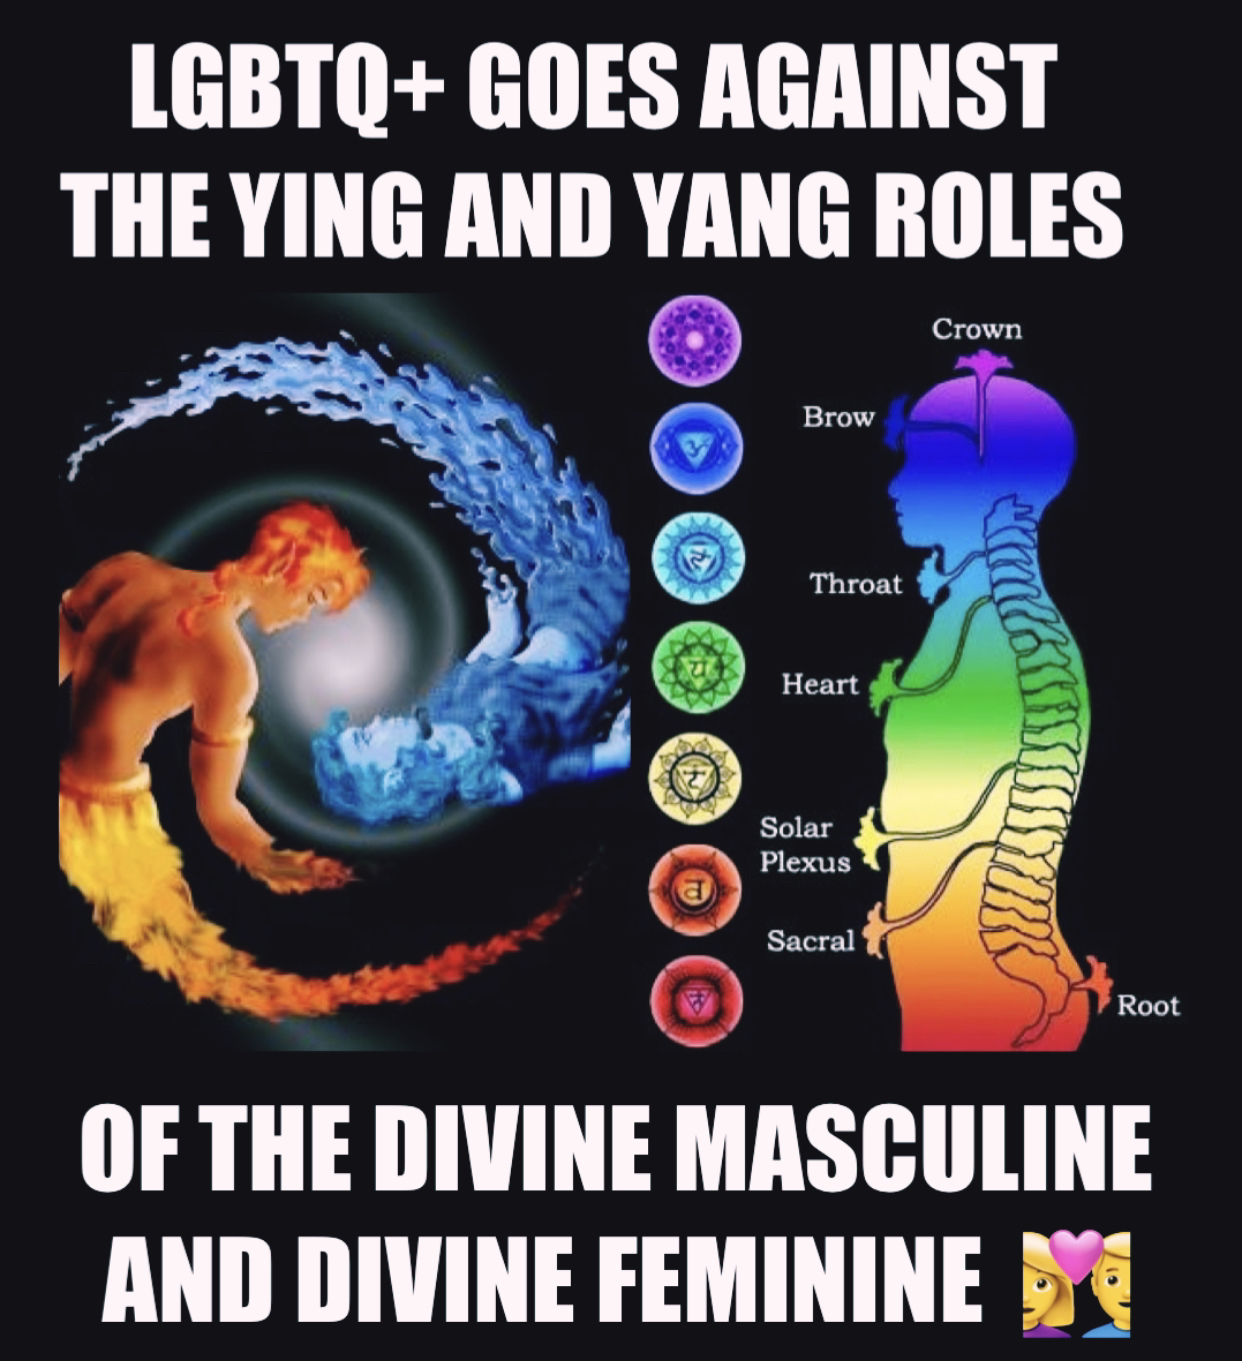 LGBTQ+ GOES AGAINST
THE YING AND YANG ROLES
Crown
Brow
Throat
Heart
Solar
Plexus
Sacral
Root
OF THE DIVINE MASCULINE
AND DIVINE FEMININE 👩‍❤️‍👨